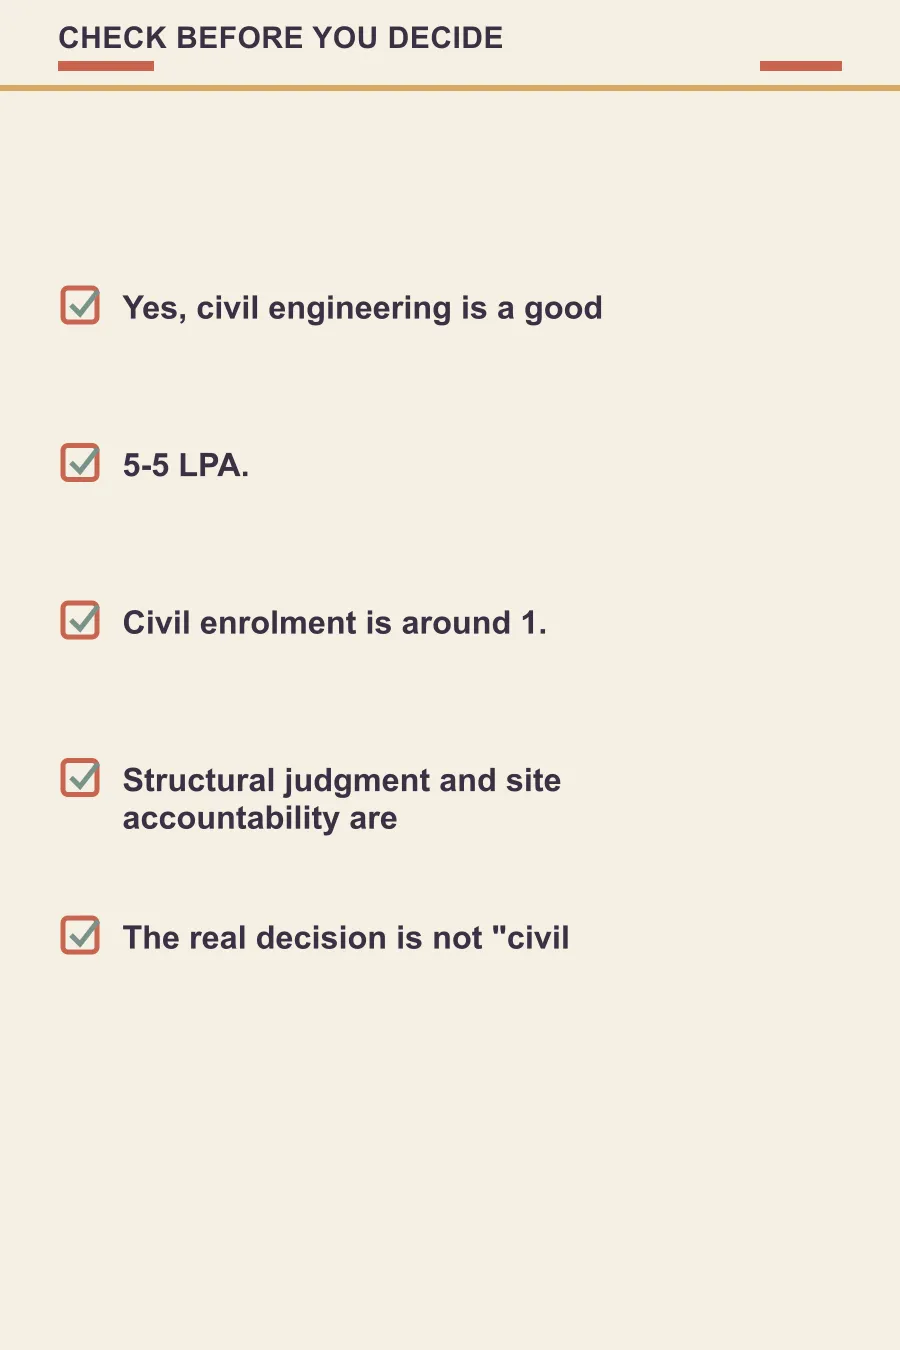 CHECK BEFORE YOU DECIDE
Yes, civil engineering is a good
5-5 LPA.
Civil enrolment is around 1.
Structural judgment and site
accountability are
The real decision is not "civil